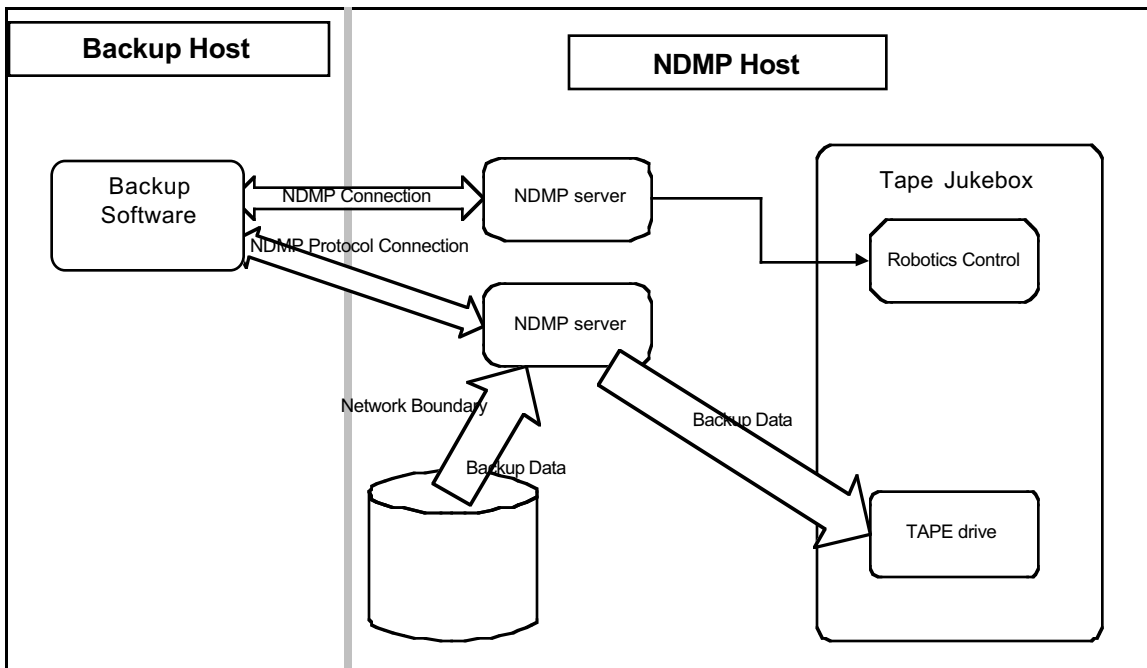 Backup Host
NDMP Host
Backup
Software
NDMP Connection
NDMP server
Tape Jukebox
Robotics Control
NDMP Protocol Connection
NDMP server
Network Boundary
Backup Data
Backup Data
TAPE drive